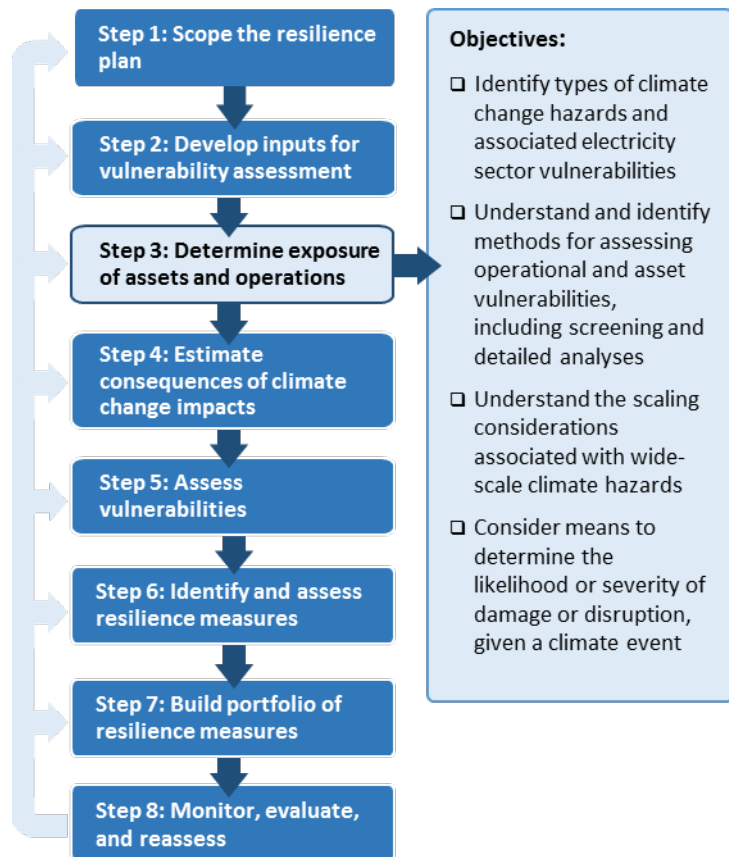 Step 1: Scope the resilience
plan
Step 2: Develop inputs for
vulnerability assessment
Step 3: Determine exposure
of assets and operations
Step 4: Estimate
consequences of climate
change impacts
Step 5: Assess
vulnerabilities
Step 6: Identify and assess
resilience measures
Step 7: Build portfolio of
resilience measures
Step 8: Monitor, evaluate,
and reassess
Objectives:
❑ Identify types of climate
change hazards and
associated electricity
sector vulnerabilities
❑ Understand and identify
methods for assessing
operational and asset
vulnerabilities,
including screening and
detailed analyses
❑ Understand the scaling
considerations
associated with wide-
scale climate hazards
❑ Consider means to
determine the
likelihood or severity of
damage or disruption,
given a climate event